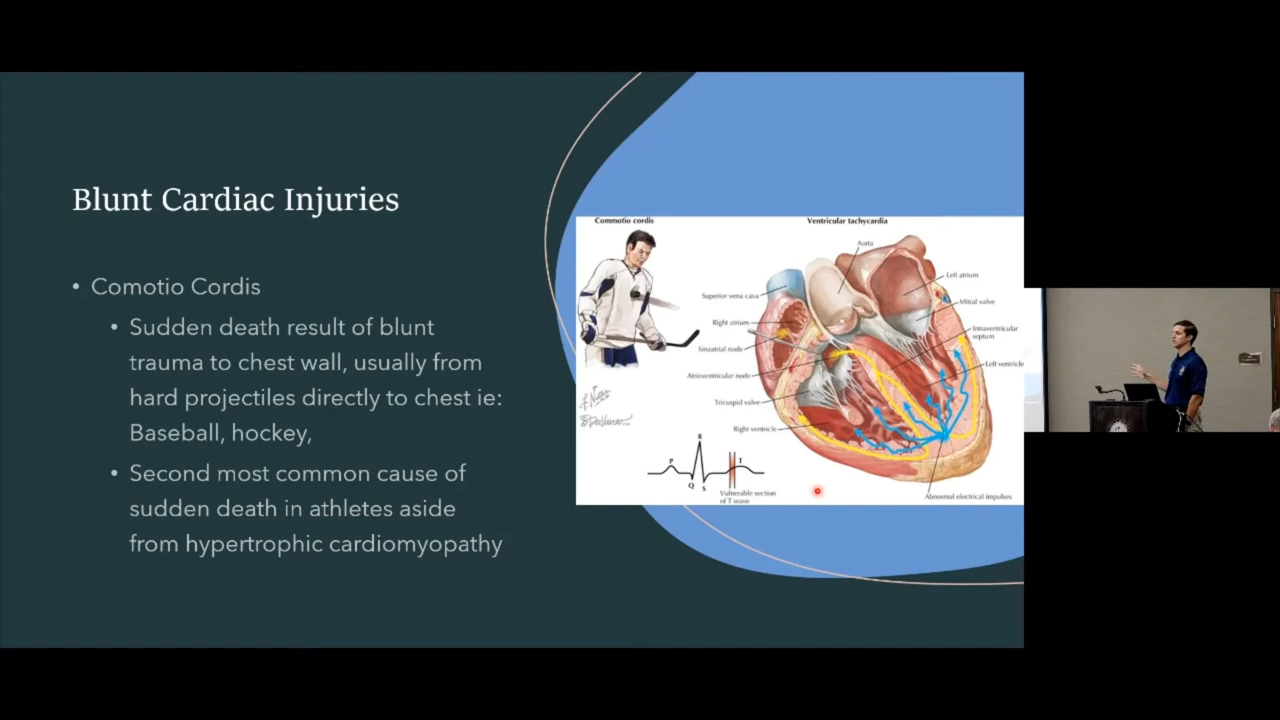 Blunt Cardiac Injuries
• Comotio Cordis
• Sudden death result of blunt
trauma to chest wall, usually from
hard projectiles directly to chest ie:
Baseball, hockey,
• Second most common cause of
sudden death in athletes aside
from hypertrophic cardiomyopathy
Commotio cordis
Ventricular tachycardia
Aorta
Left atrium
Superior vena cava
Mitral valve
Right atrium
Intraventricular
septum
Sinaatrial node
Left ventricle
Atrioventricular node
Tricuspid valve
Right ventricle
R
P
T
Q
S
Vulnerable section
of T wave
Abnormal electrical impulses